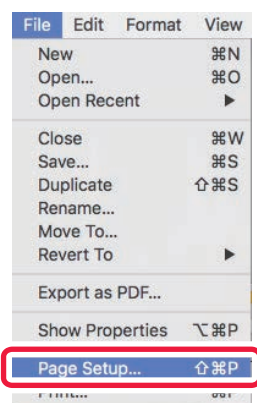 File Edit Format View
New ⌘N
Open... ⌘O
Open Recent ▶
Close ⌘W
Save... ⌘S
Duplicate ⇧⌘S
Rename...
Move To...
Revert To ▶
Export as PDF...
Show Properties ⌥⌘P
Page Setup... ⇧⌘P